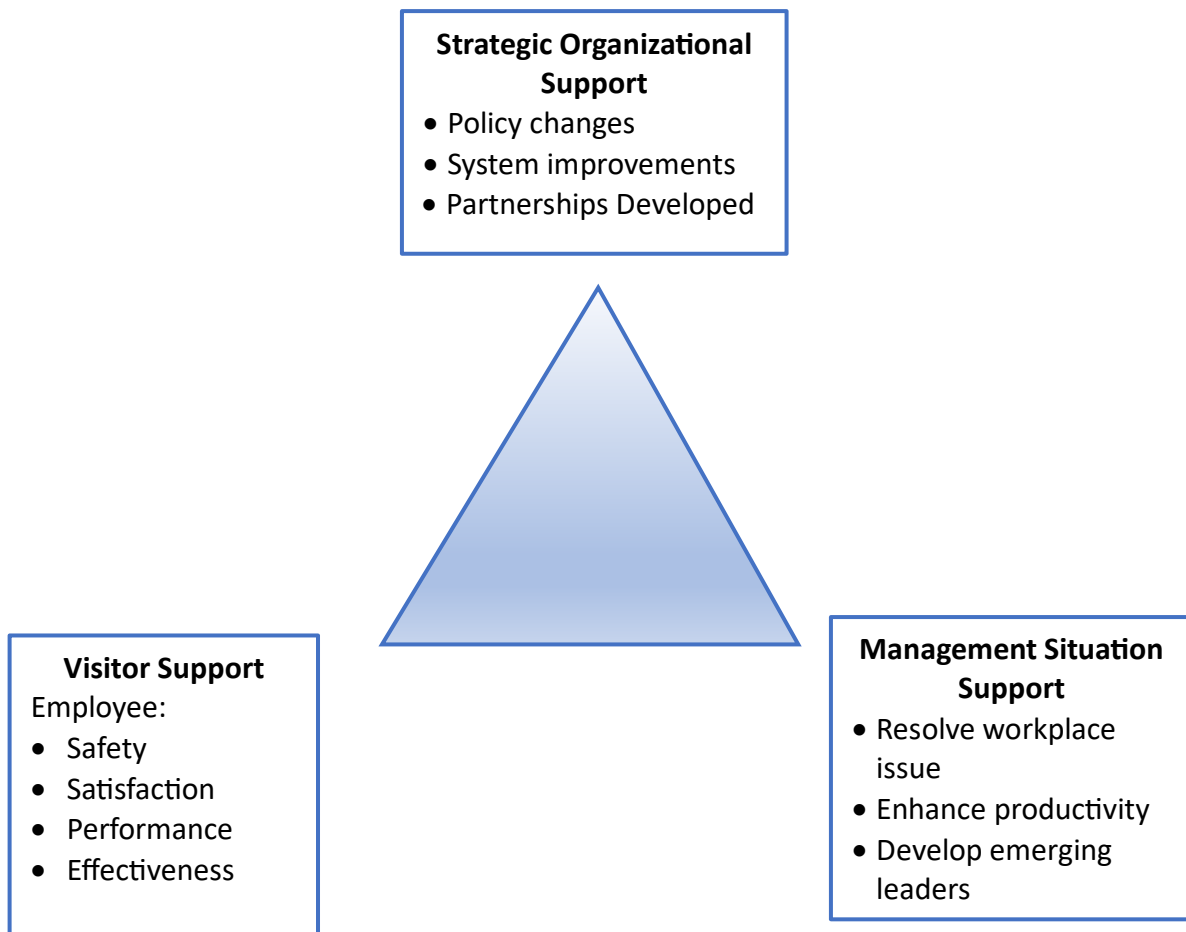 Strategic Organizational
Support
• Policy changes
• System improvements
• Partnerships Developed
Visitor Support
Employee:
• Safety
• Satisfaction
• Performance
• Effectiveness
Management Situation
Support
• Resolve workplace
issue
• Enhance productivity
• Develop emerging
leaders